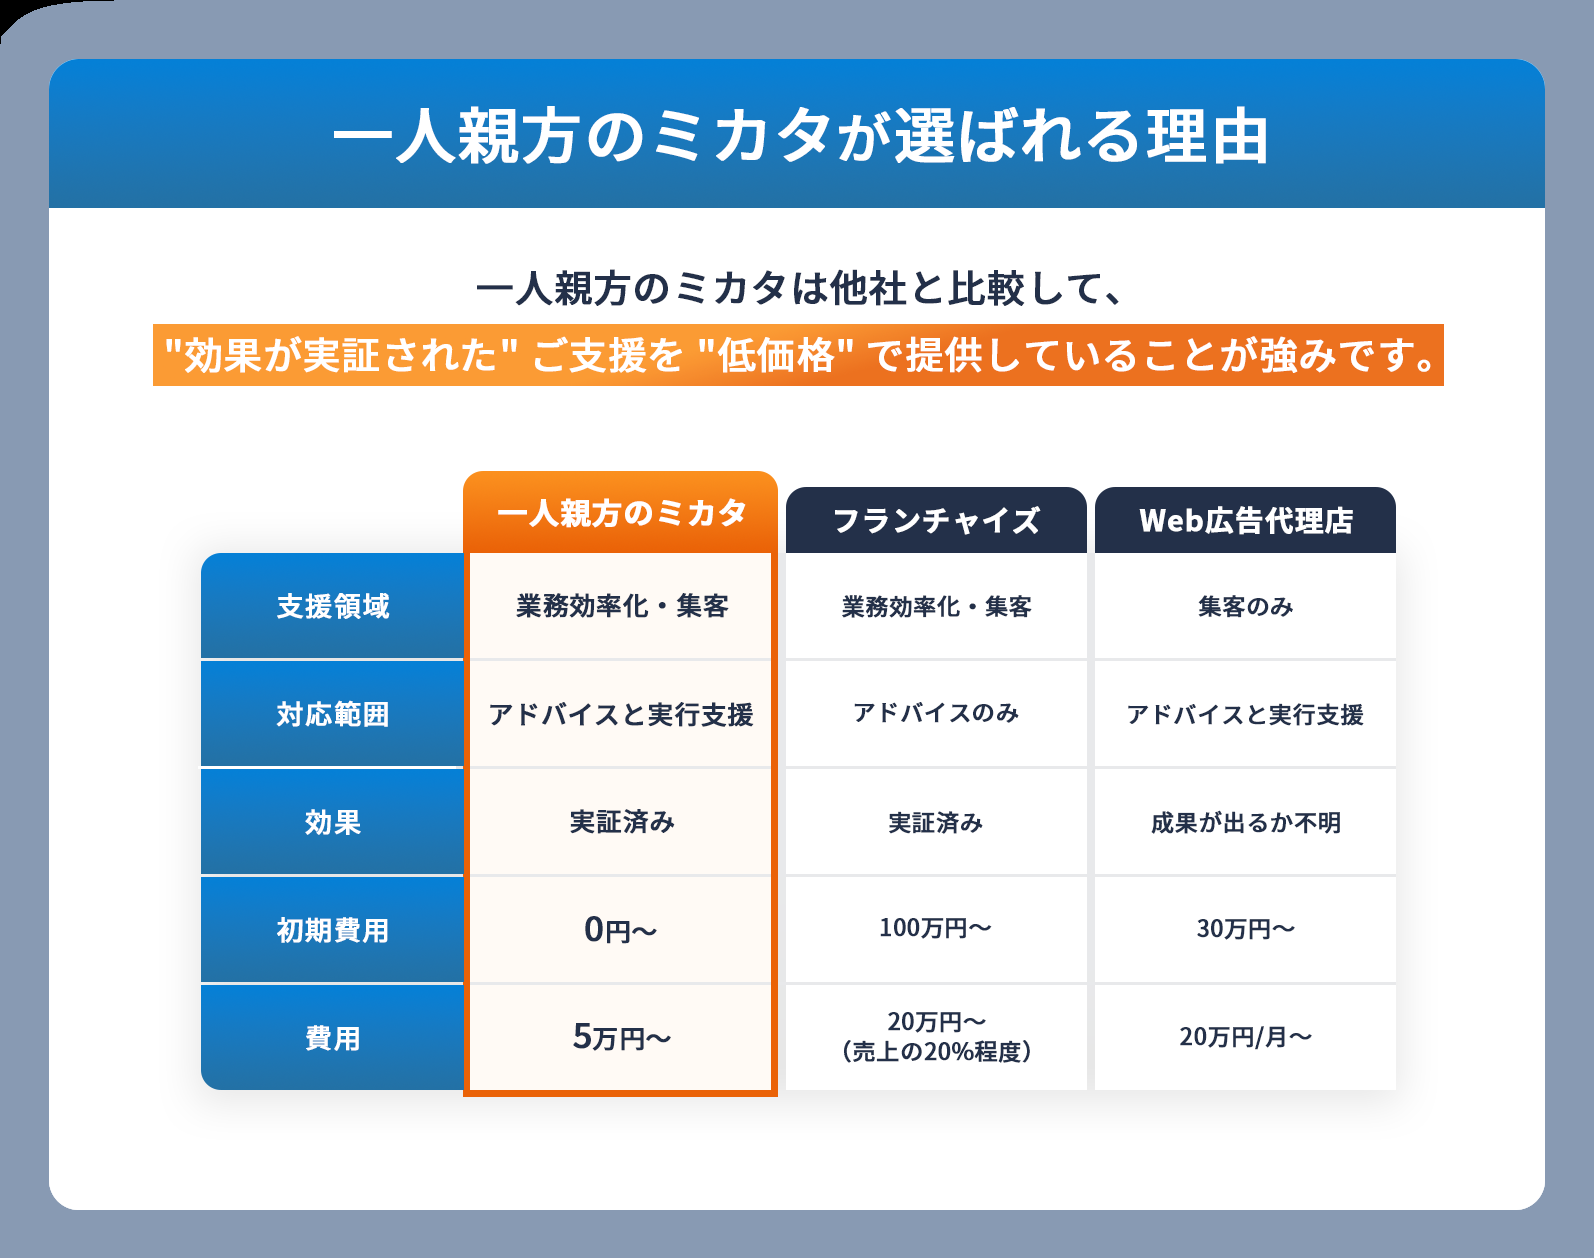 一人親方のミカタが選ばれる理由
一人親方のミカタは他社と比較して、
"効果が実証された" ご支援を "低価格" で提供していることが強みです。
一人親方のミカタ フランチャイズ Web広告代理店
支援領域 業務効率化・集客 業務効率化・集客 集客のみ
対応範囲 アドバイスと実行支援 アドバイスのみ アドバイスと実行支援
効果 実証済み 実証済み 成果が出るか不明
初期費用 0円〜 100万円〜 30万円〜
費用 5万円〜 20万円〜 20万円/月〜
（売上の20%程度）